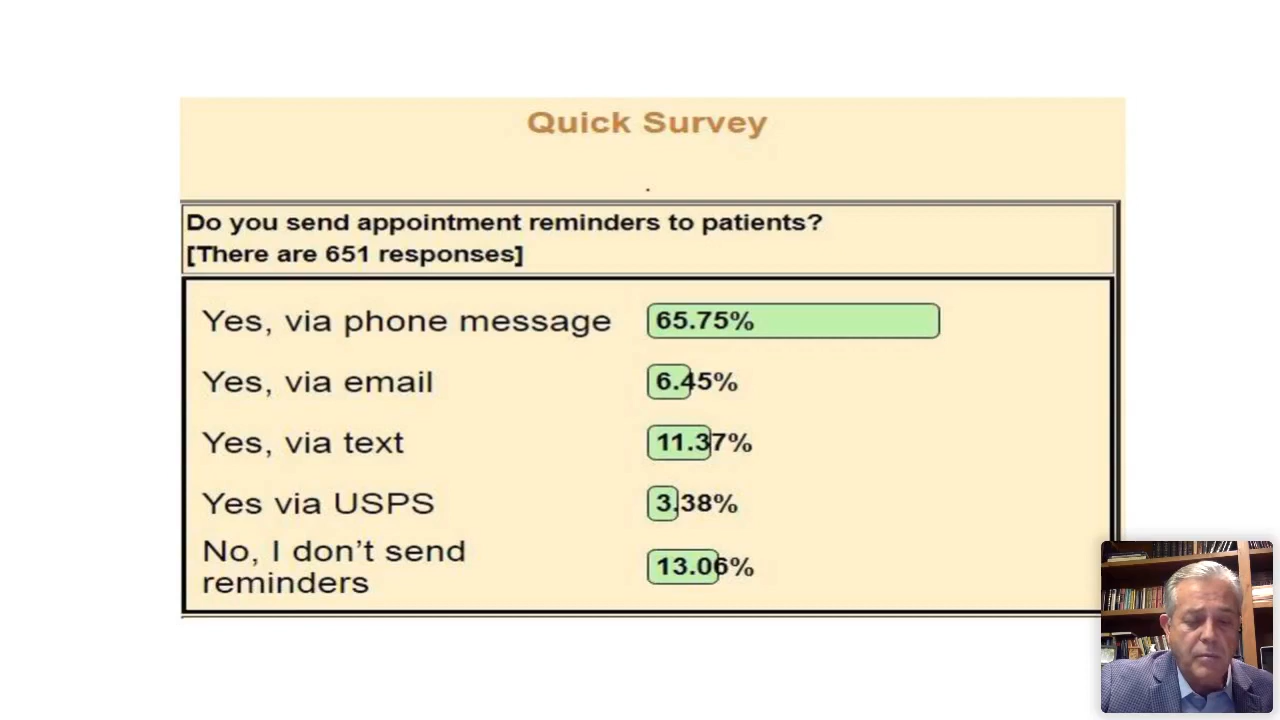 Quick Survey
.
Do you send appointment reminders to patients?
[There are 651 responses]
Yes, via phone message 65.75%
Yes, via email 6.45%
Yes, via text 11.37%
Yes via USPS 3.38%
No, I don’t send
reminders 13.06%